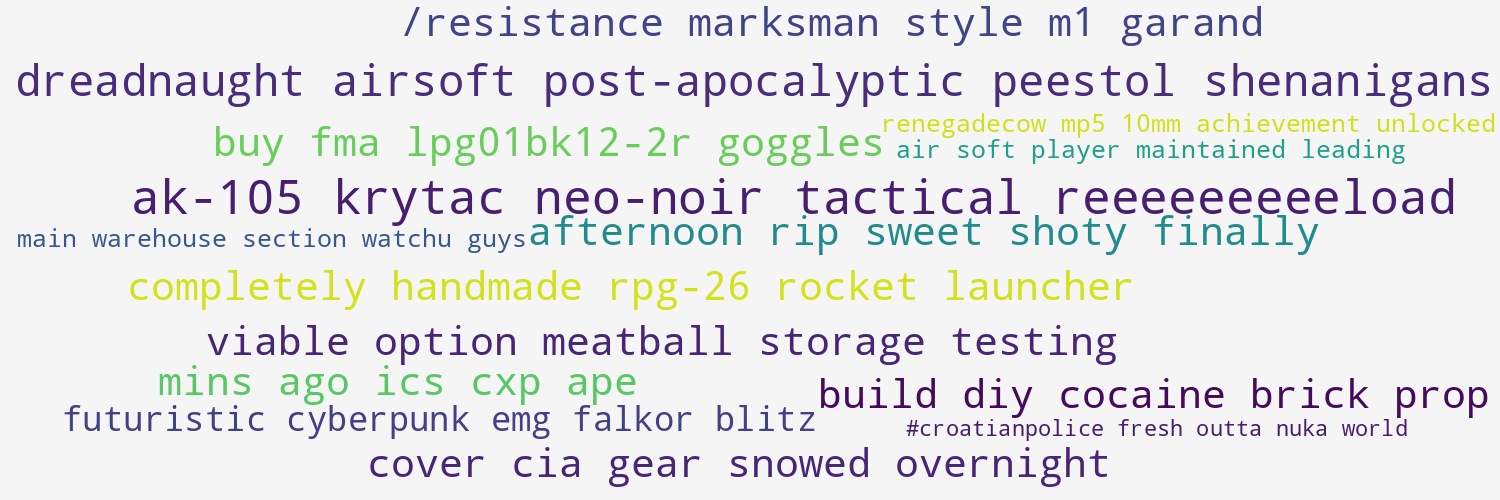 /resistance marksman style m1 garand
dreadnaught airsoft post-apocalyptic peestol shenanigans
renegadecow mp5 10mm achievement unlocked
buy fma lpg01bk12-2r goggles
air soft player maintained leading
ak-105 krytac neo-noir tactical reeeeeeeeeload
main warehouse section watchu guys
afternoon rip sweet shoty finally
completely handmade rpg-26 rocket launcher
viable option meatball storage testing
mins ago ics cxp ape
build diy cocaine brick prop
futuristic cyberpunk emg falkor blitz
#croatianpolice fresh outta nuka world
cover cia gear snowed overnight